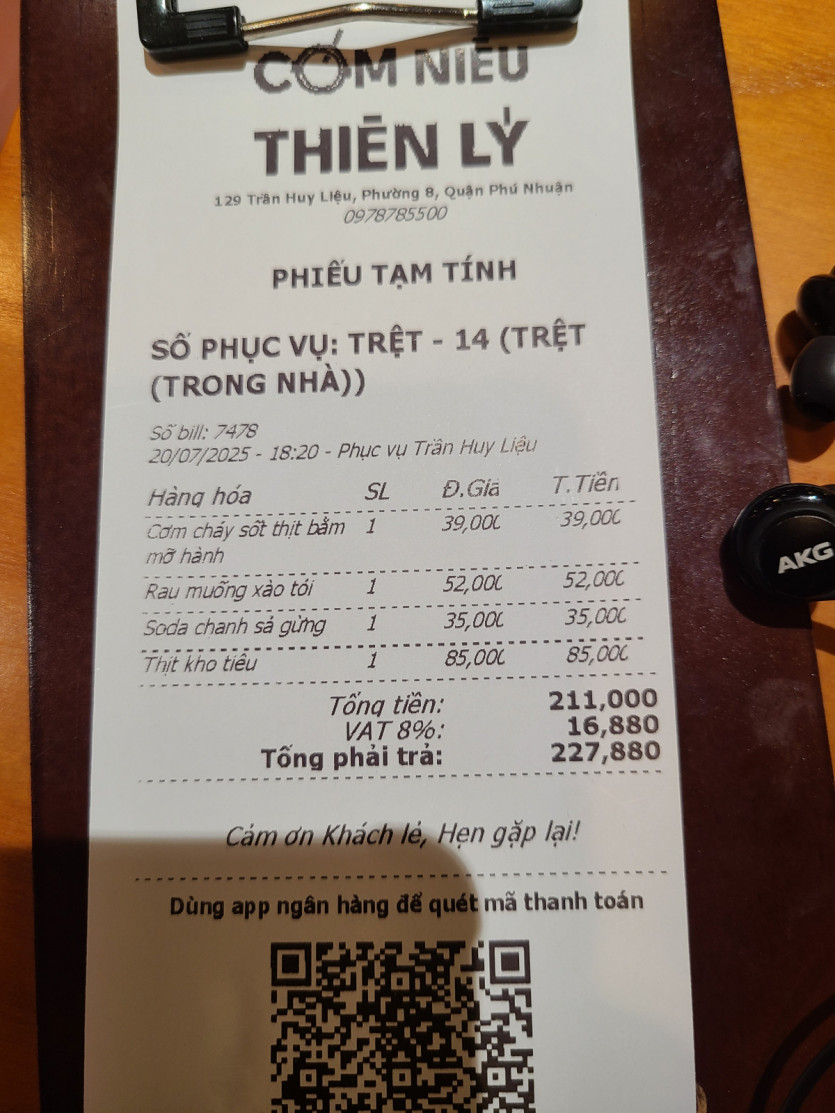 CƠM NIÊU
THIÊN LÝ
129 Trần Huy Liệu, Phường 8, Quận Phú Nhuận
0978785500
PHIẾU TẠM TÍNH
SỐ PHỤC VỤ: TRỆT - 14 (TRỆT
(TRONG NHÀ))
Số bill: 7478
20/07/2025 - 18:20 - Phục vụ Trần Huy Liệu
Hàng hóa SL Đ.Giá T.Tiền
Cơm cháy sốt thịt bằm 1 39,000 39,000
mỡ hành
Rau muống xào tỏi 1 52,000 52,000
Soda chanh sả gừng 1 35,000 35,000
Thịt kho tiêu 1 85,000 85,000
Tổng tiền: 211,000
VAT 8%: 16,880
Tổng phải trả: 227,880
Cảm ơn Khách lẻ, Hẹn gặp lại!
Dùng app ngân hàng để quét mã thanh toán
AKG